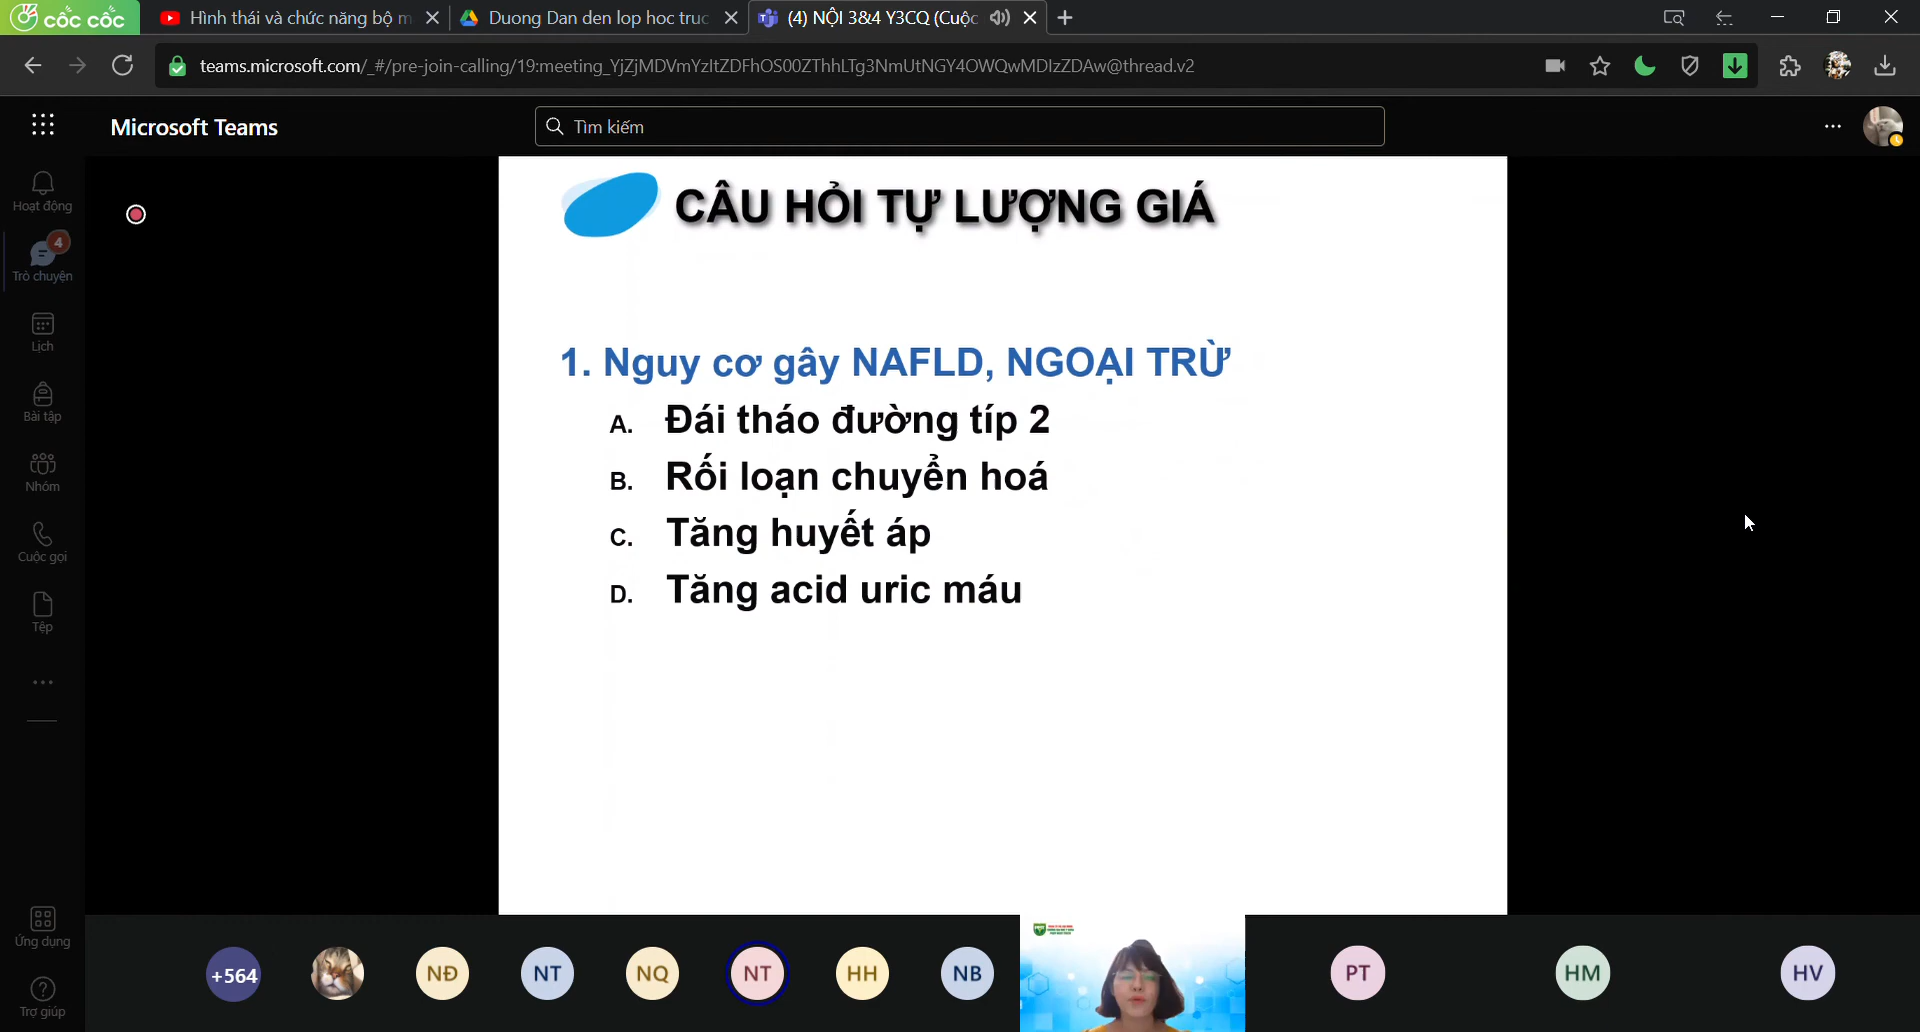 cốc cốc
Hình thái và chức năng bộ m
Duong Dan den lop hoc truc
(4) NỘI 3&4 Y3CQ (Cuộc
teams.microsoft.com/_#/pre-join-calling/19:meeting_YjZjMDVmYzItZDFhOS00ZThhLTg3NmUtNGY4OWQwMDIzZDAw@thread.v2
Microsoft Teams
Tìm kiếm
Hoạt động
4
Trò chuyện
Lịch
Bài tập
Nhóm
Cuộc gọi
Tệp
Ứng dụng
Trợ giúp
CÂU HỎI TỰ LƯỢNG GIÁ
1. Nguy cơ gây NAFLD, NGOẠI TRỪ
A. Đái tháo đường típ 2
B. Rối loạn chuyển hoá
C. Tăng huyết áp
D. Tăng acid uric máu
+564
NĐ
NT
NQ
NT
HH
NB
PT
HM
HV